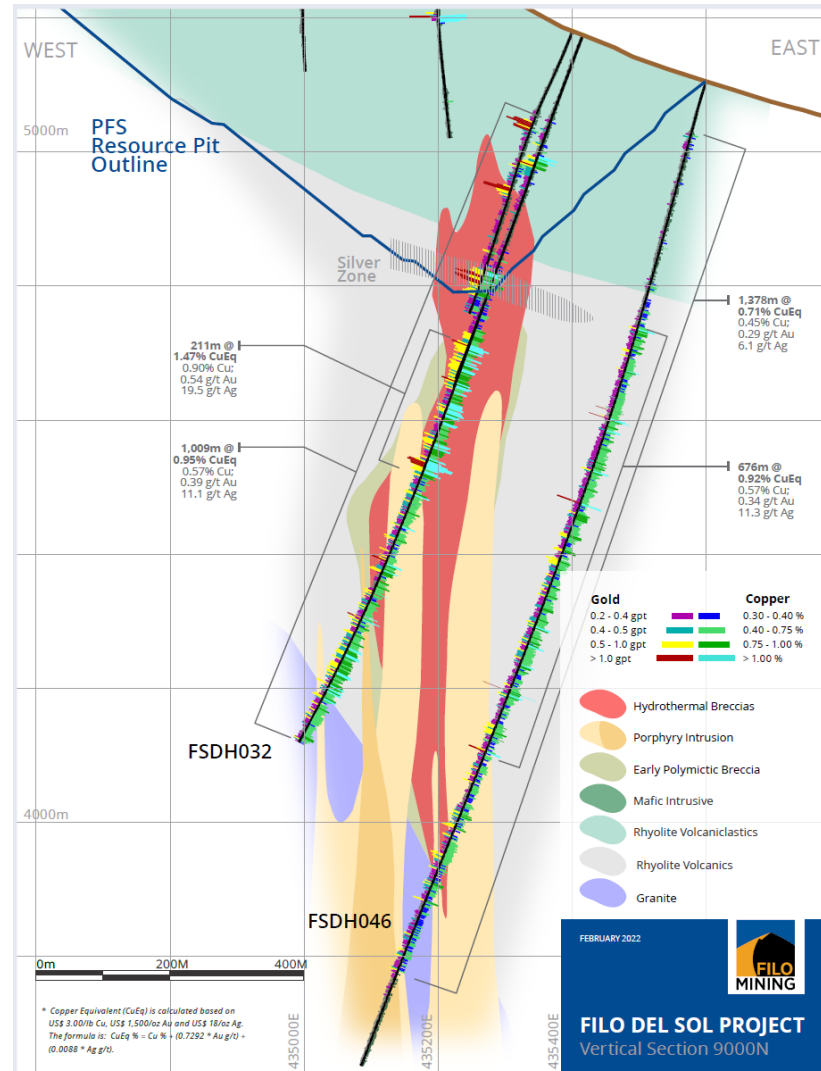 WEST
EAST
5000m
PFS
Resource Pit
Outline
Silver
Zone
1,378m @
0.71% CuEq
0.45% Cu;
0.29 g/t Au
6.1 g/t Ag
211m @
1.47% CuEq
0.90% Cu;
0.54 g/t Au
19.5 g/t Ag
1,009m @
0.95% CuEq
0.57% Cu;
0.39 g/t Au
11.1 g/t Ag
676m @
0.92% CuEq
0.57% Cu;
0.34 g/t Au
11.3 g/t Ag
Gold Copper
0.2 - 0.4 gpt 0.30 - 0.40 %
0.4 - 0.5 gpt 0.40 - 0.75 %
0.5 - 1.0 gpt 0.75 - 1.00 %
> 1.0 gpt > 1.00 %
Hydrothermal Breccias
Porphyry Intrusion
Early Polymictic Breccia
Mafic Intrusive
Rhyolite Volcaniclastics
Rhyolite Volcanics
Granite
FSDH032
4000m
FSDH046
0m 200M 400M
* Copper Equivalent (CuEq) is calculated based on
US$ 3.00/lb Cu, US$ 1,500/oz Au and US$ 18/oz Ag.
The formula is: CuEq % = Cu % + (0.7292 * Au g/t) +
(0.0088 * Ag g/t).
435000E
435200E
435400E
FEBRUARY 2022
FILO
MINING
FILO DEL SOL PROJECT
Vertical Section 9000N